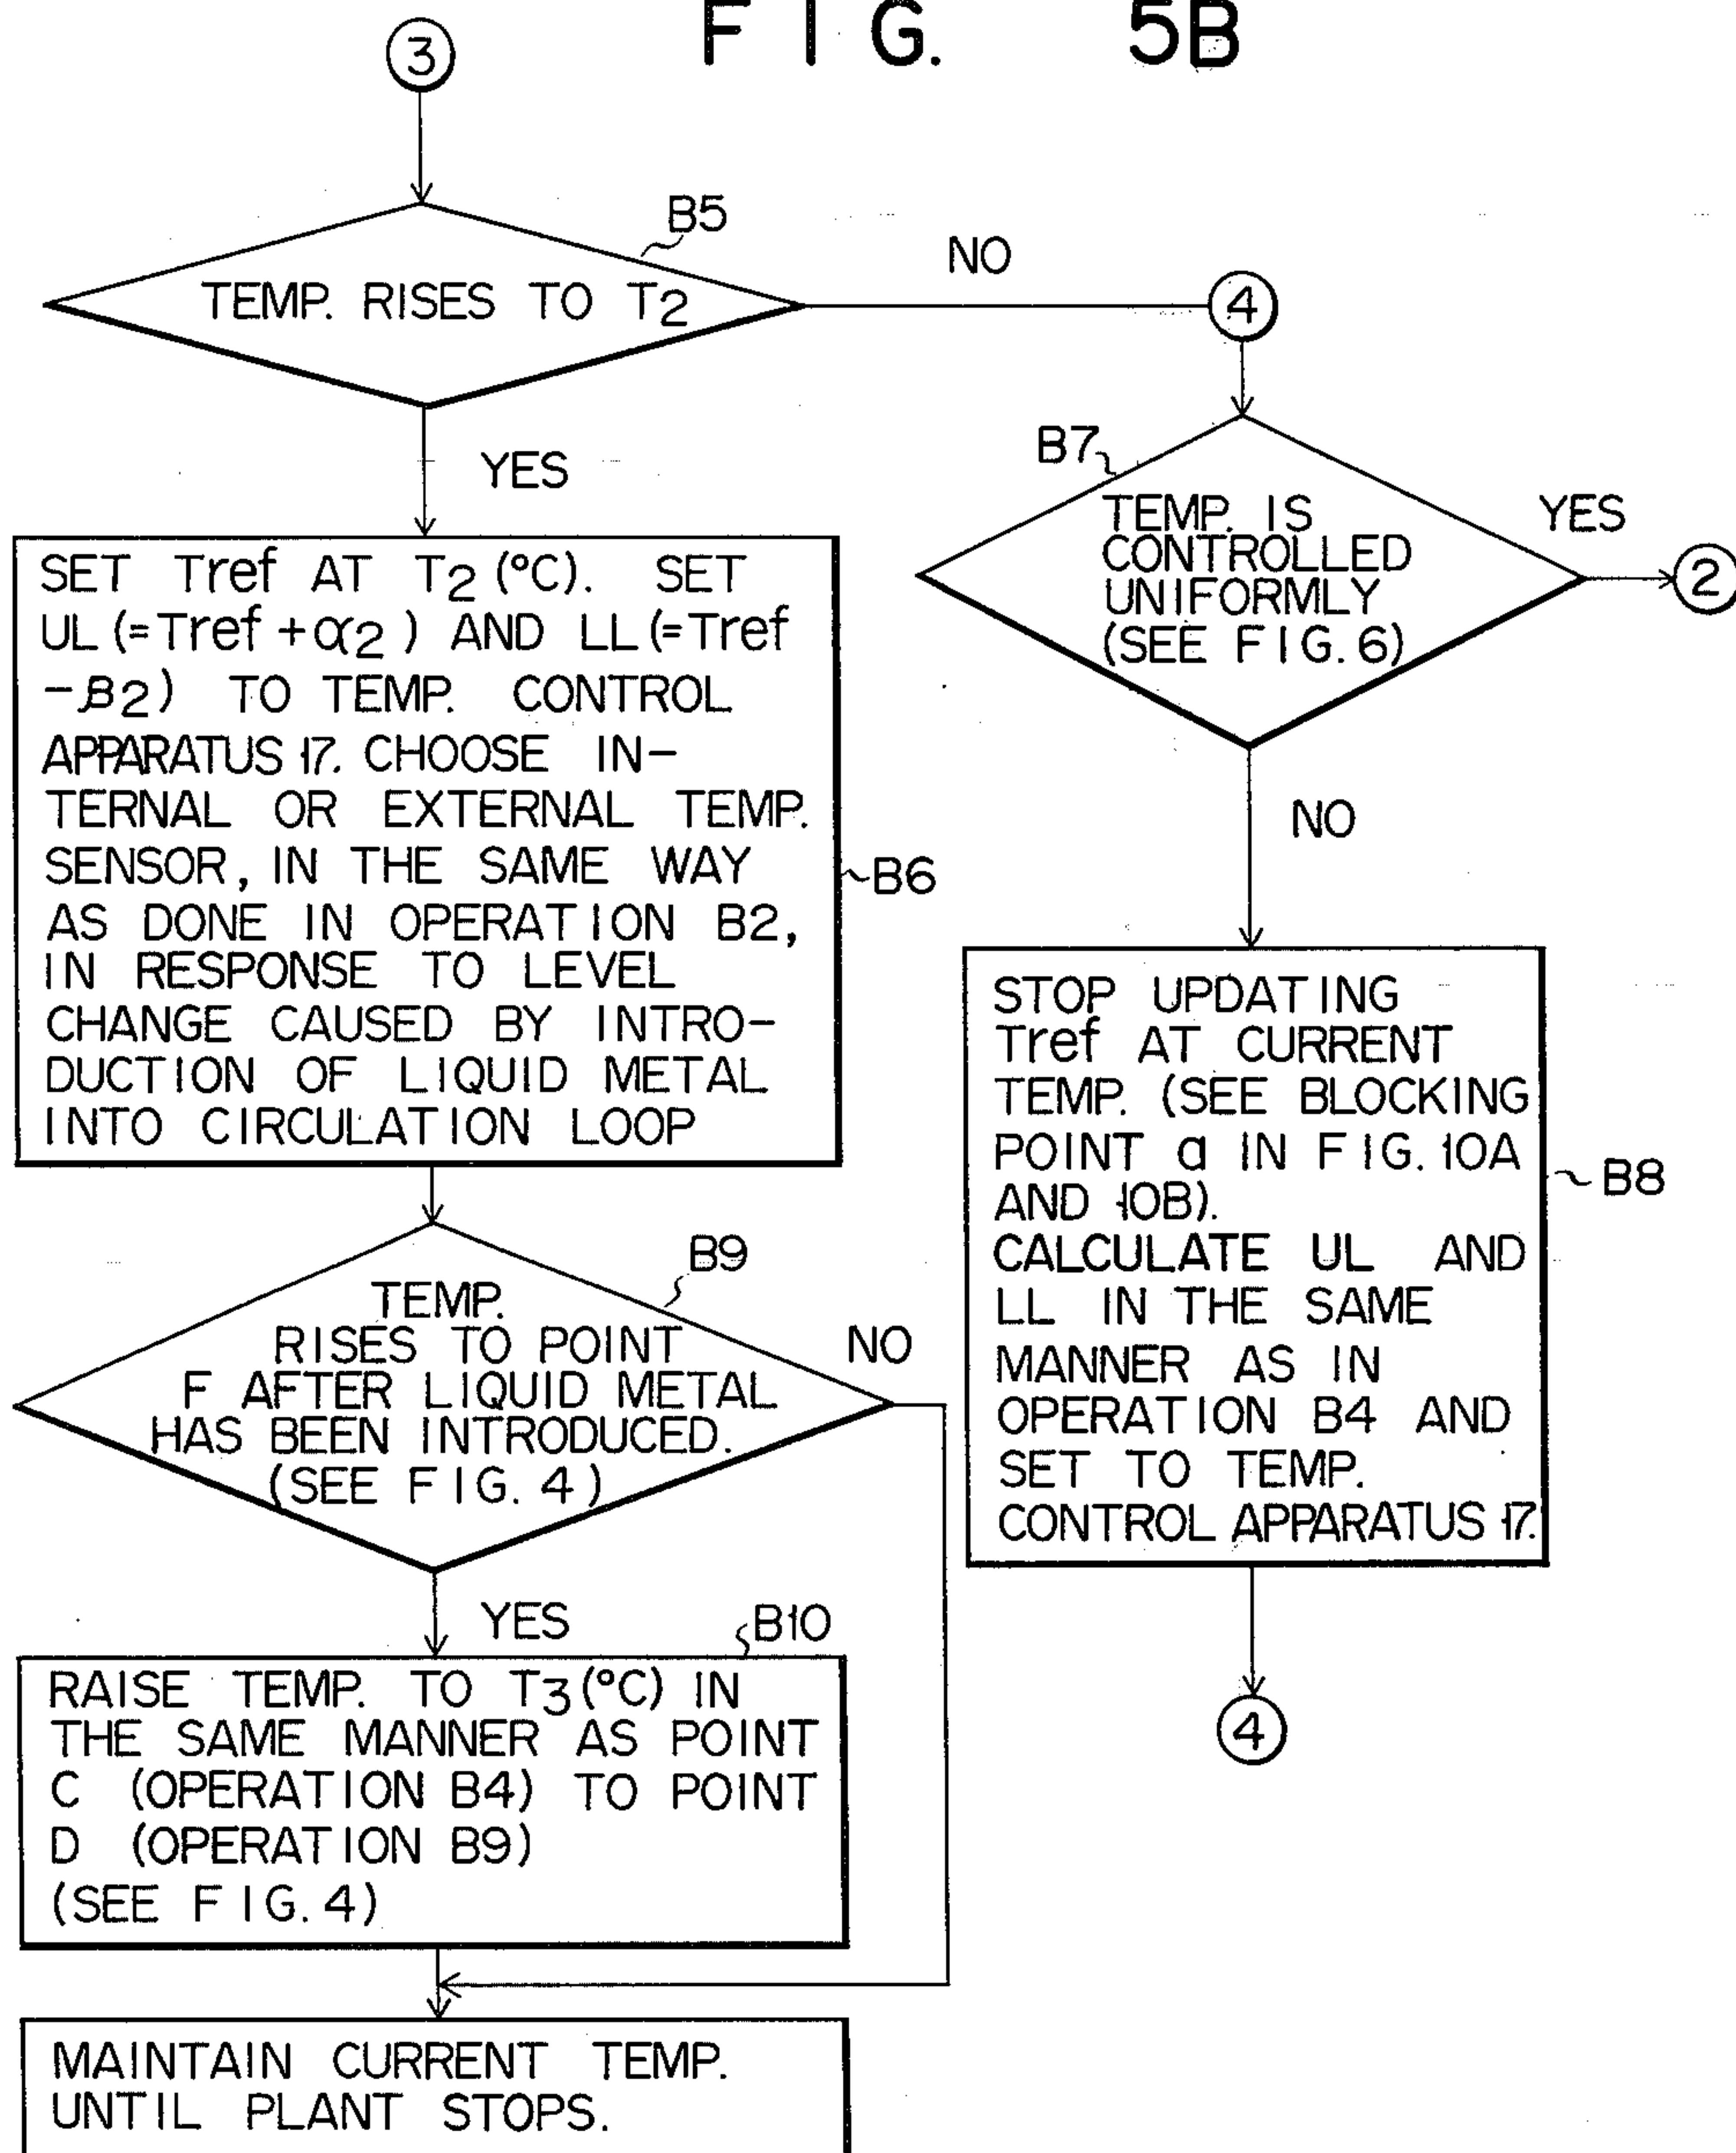 FIG. 5B
3
B5
TEMP. RISES TO T2
NO
4
YES
B7
TEMP. IS
CONTROLLED
UNIFORMLY
(SEE FIG. 6)
YES
2
NO
SET Tref AT T2 (°C). SET
UL (=Tref +α2) AND LL (=Tref
-β2) TO TEMP. CONTROL
APPARATUS 17. CHOOSE IN-
TERNAL OR EXTERNAL TEMP.
SENSOR, IN THE SAME WAY
AS DONE IN OPERATION B2,
IN RESPONSE TO LEVEL
CHANGE CAUSED BY INTRO-
DUCTION OF LIQUID METAL
INTO CIRCULATION LOOP
B6
STOP UPDATING
Tref AT CURRENT
TEMP. (SEE BLOCKING
POINT a IN FIG. 10A
AND 10B).
CALCULATE UL AND
LL IN THE SAME
MANNER AS IN
OPERATION B4 AND
SET TO TEMP.
CONTROL APPARATUS 17.
B8
4
B9
TEMP.
RISES TO POINT
F AFTER LIQUID METAL
HAS BEEN INTRODUCED.
(SEE FIG. 4)
NO
YES
B10
RAISE TEMP. TO T3 (°C) IN
THE SAME MANNER AS POINT
C (OPERATION B4) TO POINT
D (OPERATION B9)
(SEE FIG. 4)
MAINTAIN CURRENT TEMP.
UNTIL PLANT STOPS.